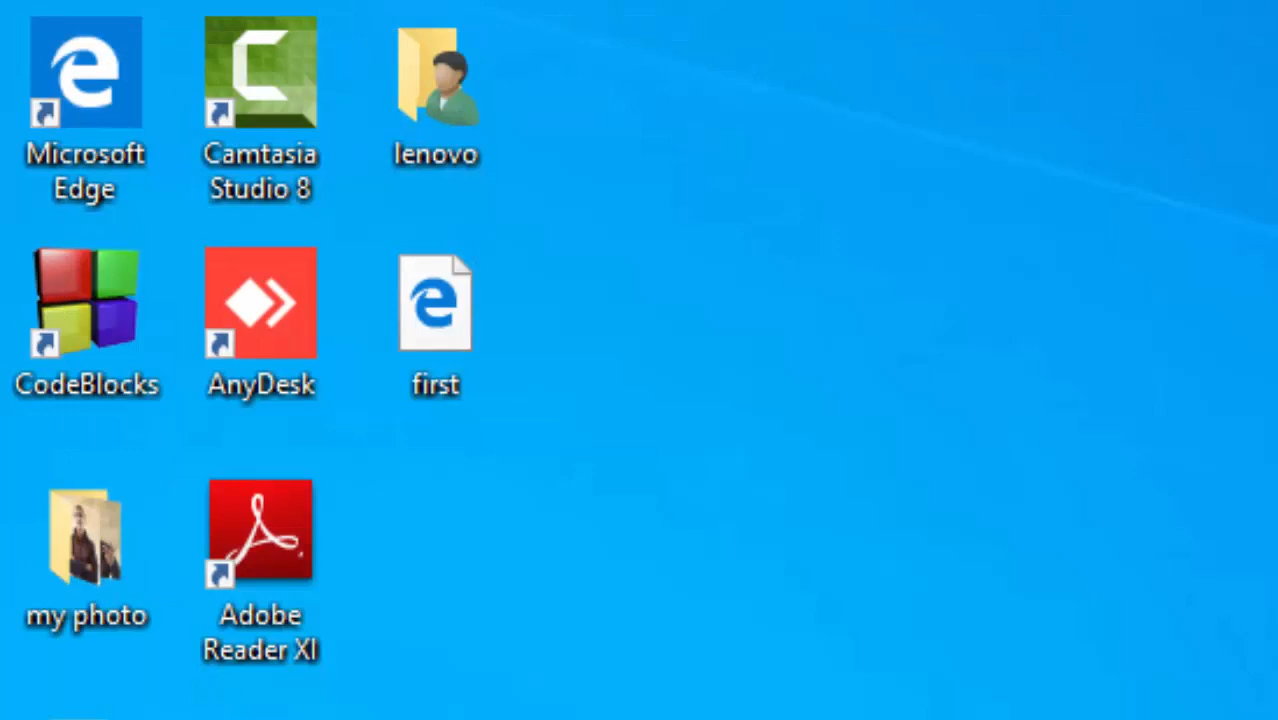 Microsoft
Edge
Camtasia
Studio 8
lenovo
CodeBlocks
AnyDesk
first
my photo
Adobe
Reader XI